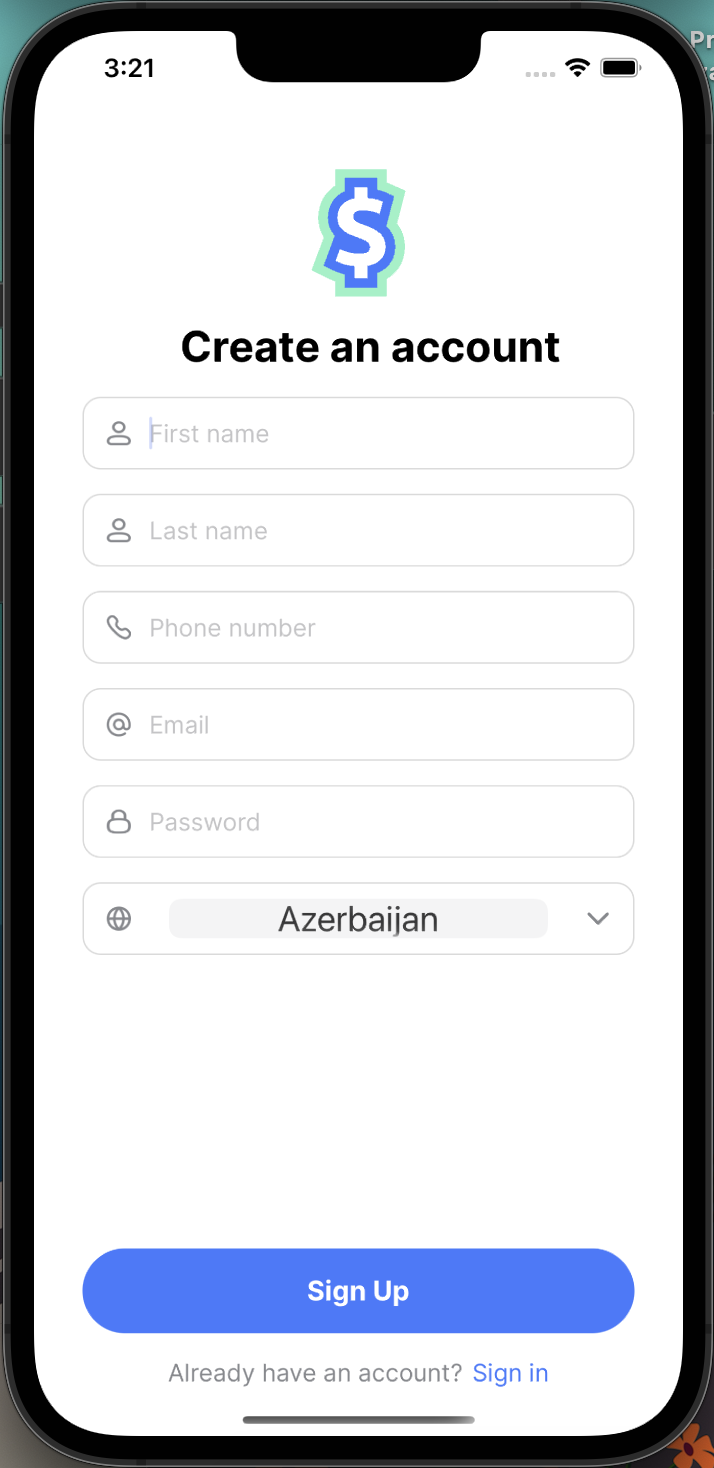 3:21
$
Create an account
First name
Last name
Phone number
@ Email
Password
Azerbaijan
Sign Up
Already have an account? Sign in